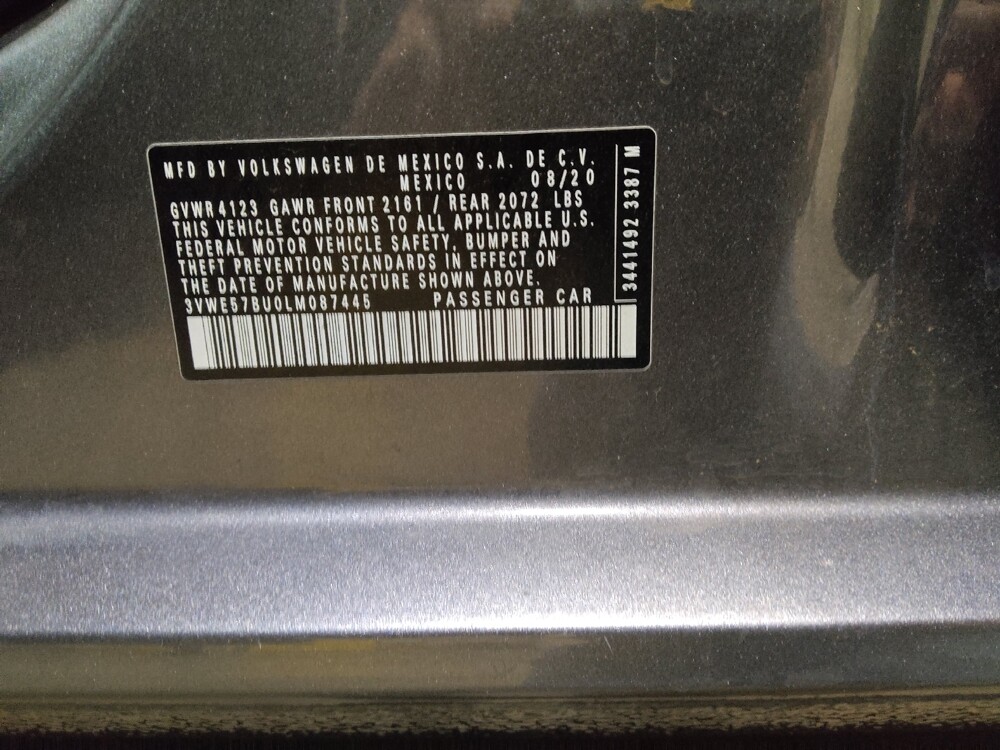 MFD BY VOLKSWAGEN DE MEXICO S.A. DE C.V.
MEXICO 08/20
GVWR 4123 GAWR FRONT 2161 / REAR 2072 LBS
THIS VEHICLE CONFORMS TO ALL APPLICABLE U.S.
FEDERAL MOTOR VEHICLE SAFETY, BUMPER AND
THEFT PREVENTION STANDARDS IN EFFECT ON
THE DATE OF MANUFACTURE SHOWN ABOVE.
3VWE57BU0LM087445 PASSENGER CAR
3441492 3387 M